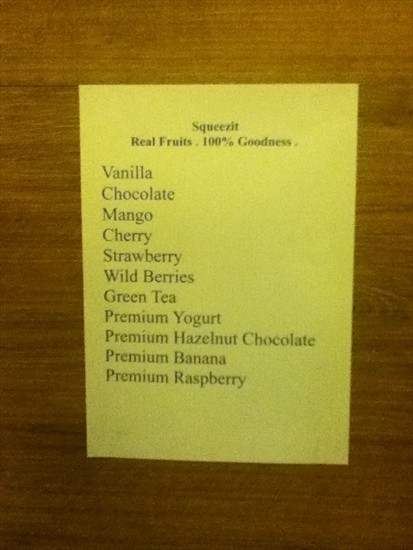 Squeezit
Real Fruits . 100% Goodness .
Vanilla
Chocolate
Mango
Cherry
Strawberry
Wild Berries
Green Tea
Premium Yogurt
Premium Hazelnut Chocolate
Premium Banana
Premium Raspberry